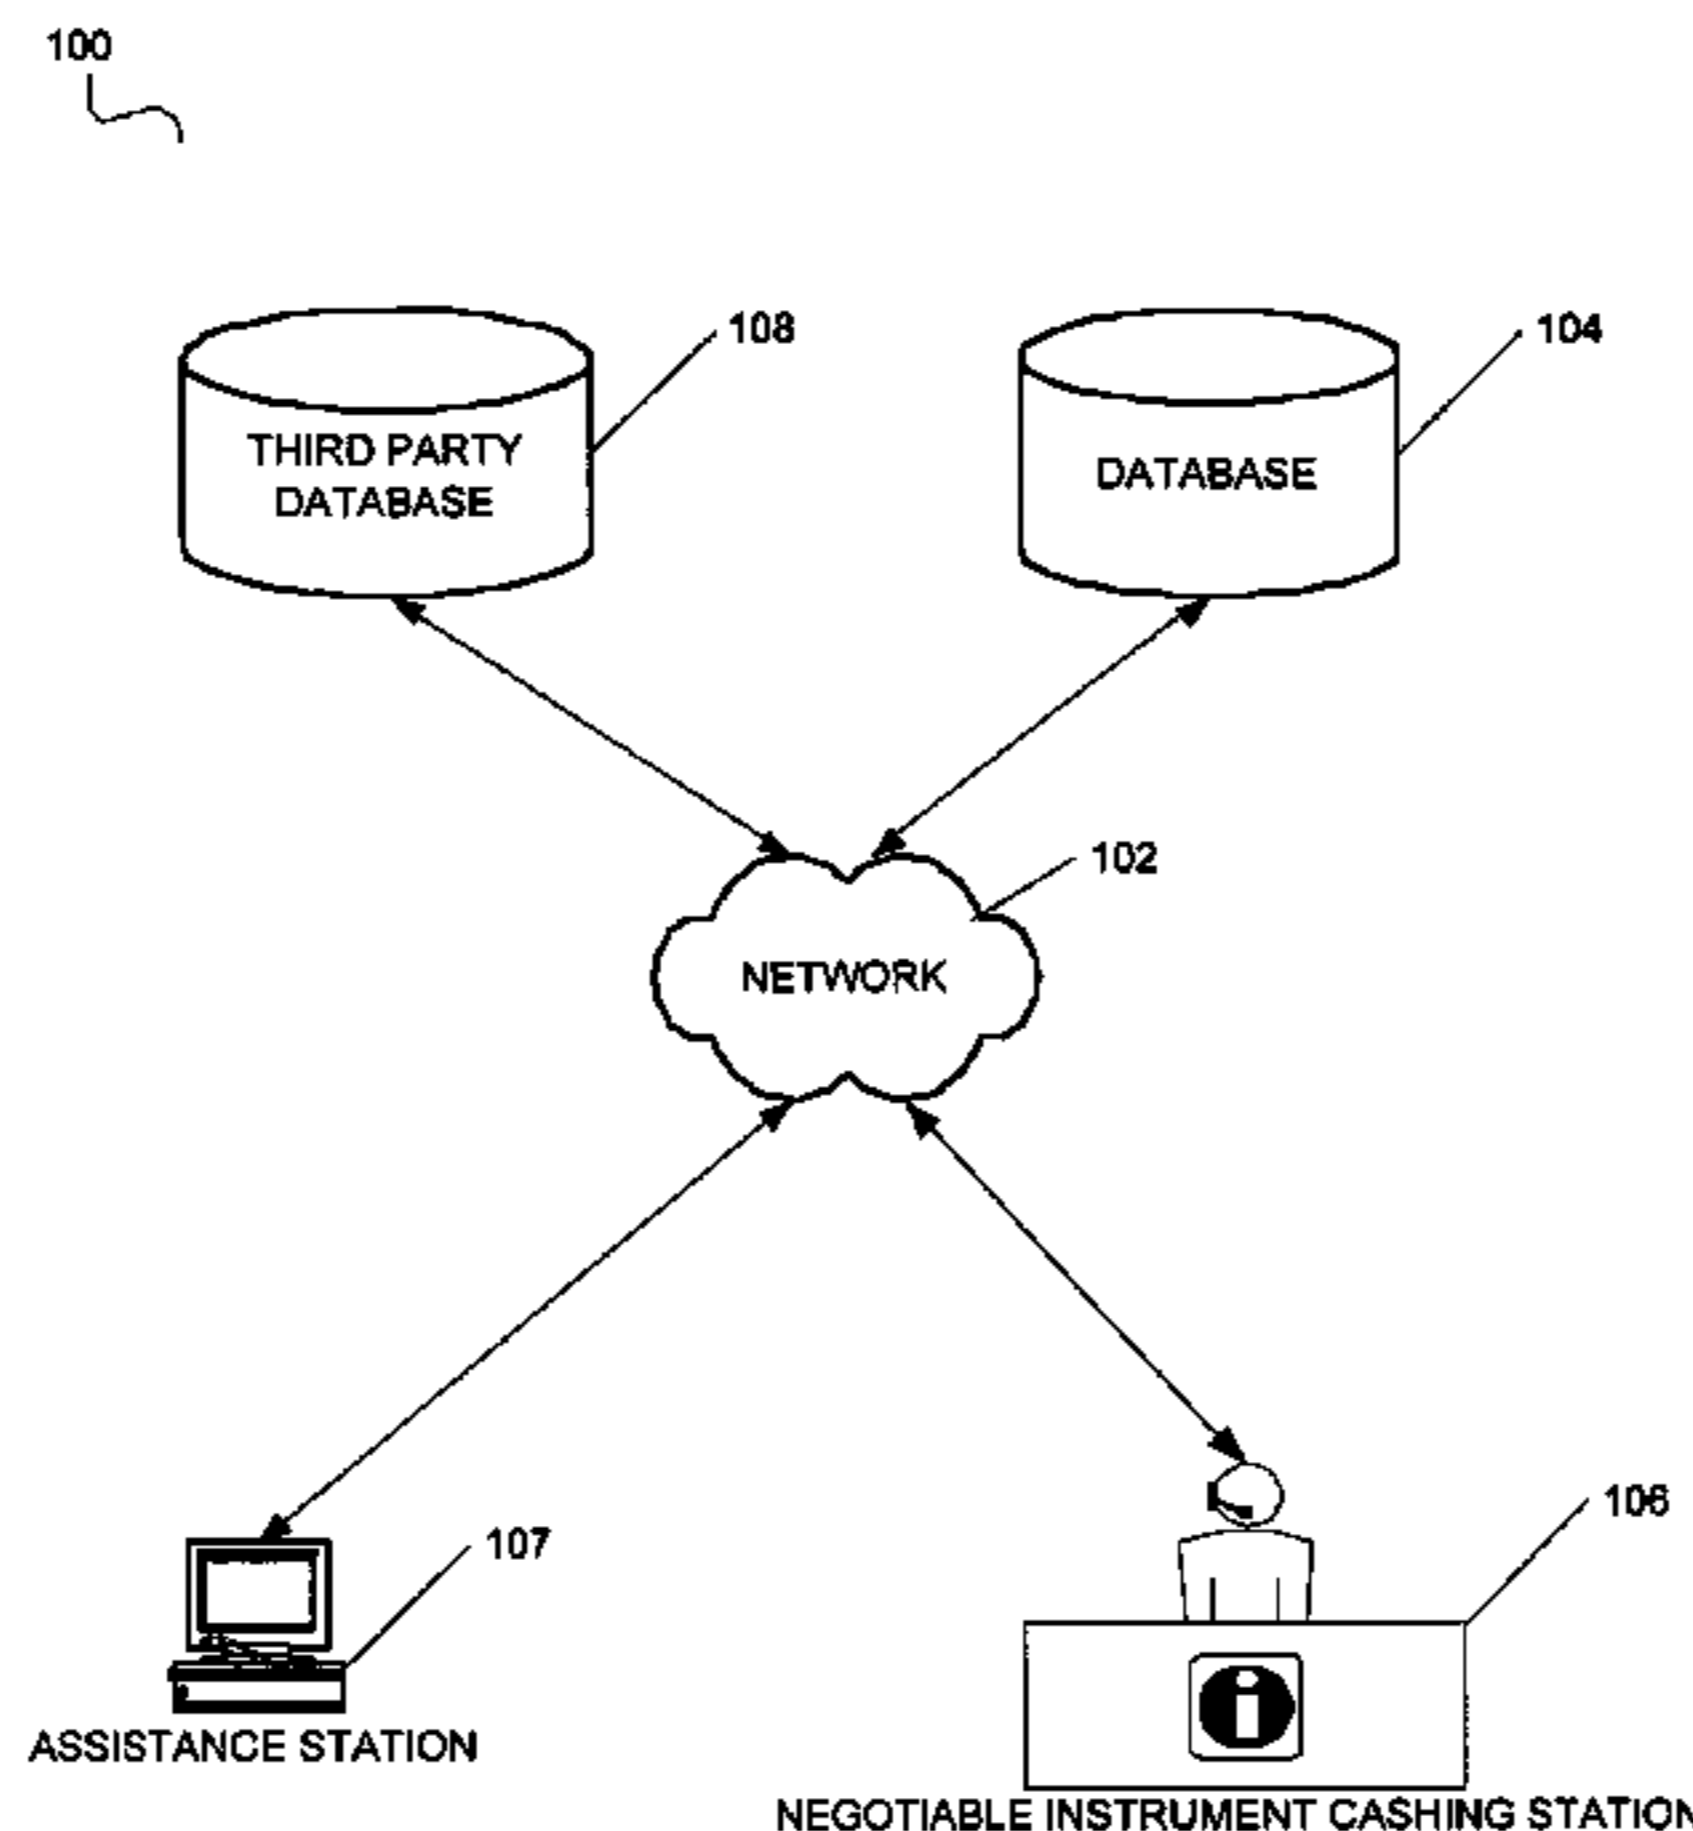 100
108
104
THIRD PARTY
DATABASE
DATABASE
102
NETWORK
106
107
i
ASSISTANCE STATION
NEGOTIABLE INSTRUMENT CASHING STATION